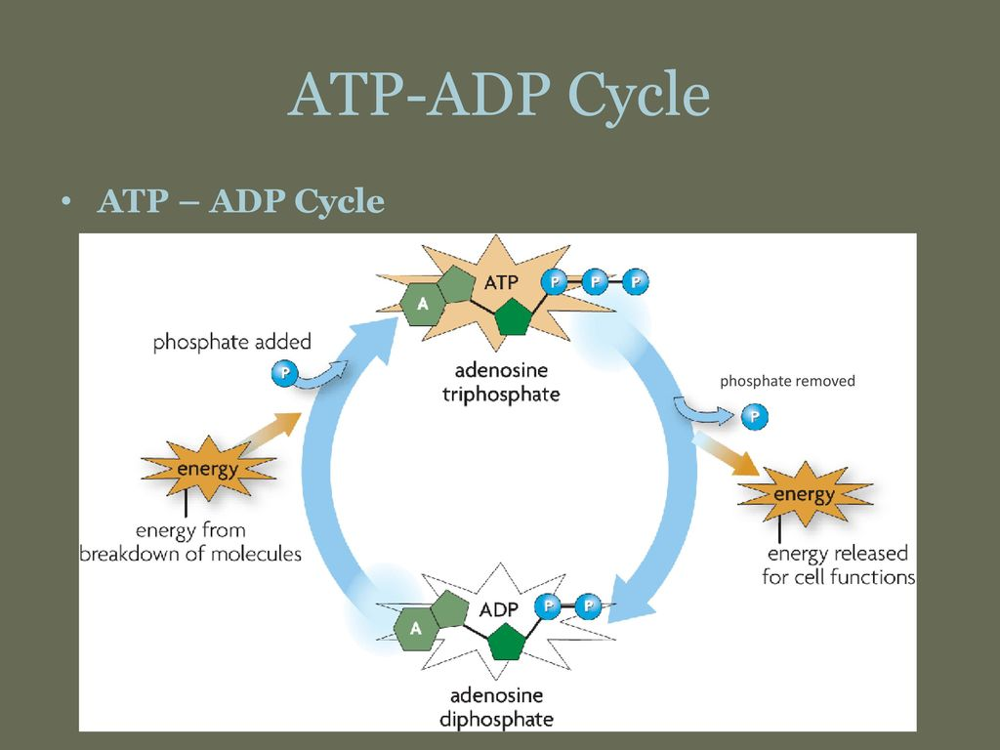 ATP-ADP Cycle
• ATP – ADP Cycle
ATP
P P P
A
phosphate added
P
adenosine
triphosphate
phosphate removed
P
energy
energy from
breakdown of molecules
energy
energy released
for cell functions
ADP
P P
A
adenosine
diphosphate